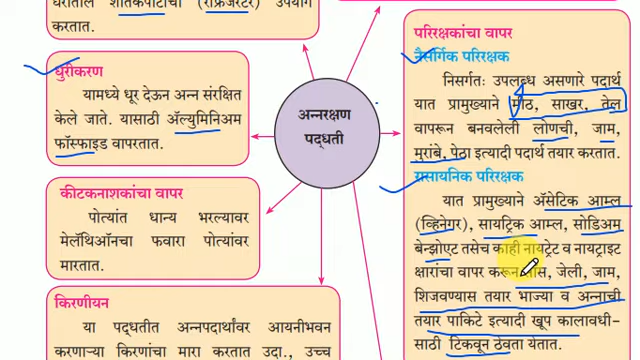 घरातील शीतकपाटाचा (रेफ्रिजरेटर) उपयोग
करतात.
धुरीकरण
यामध्ये धूर देऊन अन्न संरक्षित
केले जाते. यासाठी ॲल्युमिनिअम
फॉस्फाइड वापरतात.
कीटकनाशकांचा वापर
पोत्यांत धान्य भरल्यावर
मेलॅथिऑनचा फवारा पोत्यांवर
मारतात.
किरणीयन
या पद्धतीत अन्नपदार्थांवर आयनीभवन
करणाऱ्या किरणांचा मारा करतात उदा., उच्च
अन्नरक्षण
पद्धती
परिरक्षकांचा वापर
नैसर्गिक परिरक्षक
निसर्गतः उपलब्ध असणारे पदार्थ
यात प्रामुख्याने मीठ, साखर, तेल
वापरून बनवलेली लोणची, जाम,
मुरांबे, पेठा इत्यादी पदार्थ तयार करतात.
रासायनिक परिरक्षक
यात प्रामुख्याने ॲसेटिक आम्ल
(व्हिनेगर), सायट्रिक आम्ल, सोडिअम
बेन्झोएट तसेच काही नायट्रेट व नायट्राइट
क्षारांचा वापर करून सॉस, जेली, जाम,
शिजवण्यास तयार भाज्या व अन्नाची
तयार पाकिटे इत्यादी खूप कालावधी-
साठी टिकवून ठेवता येतात.